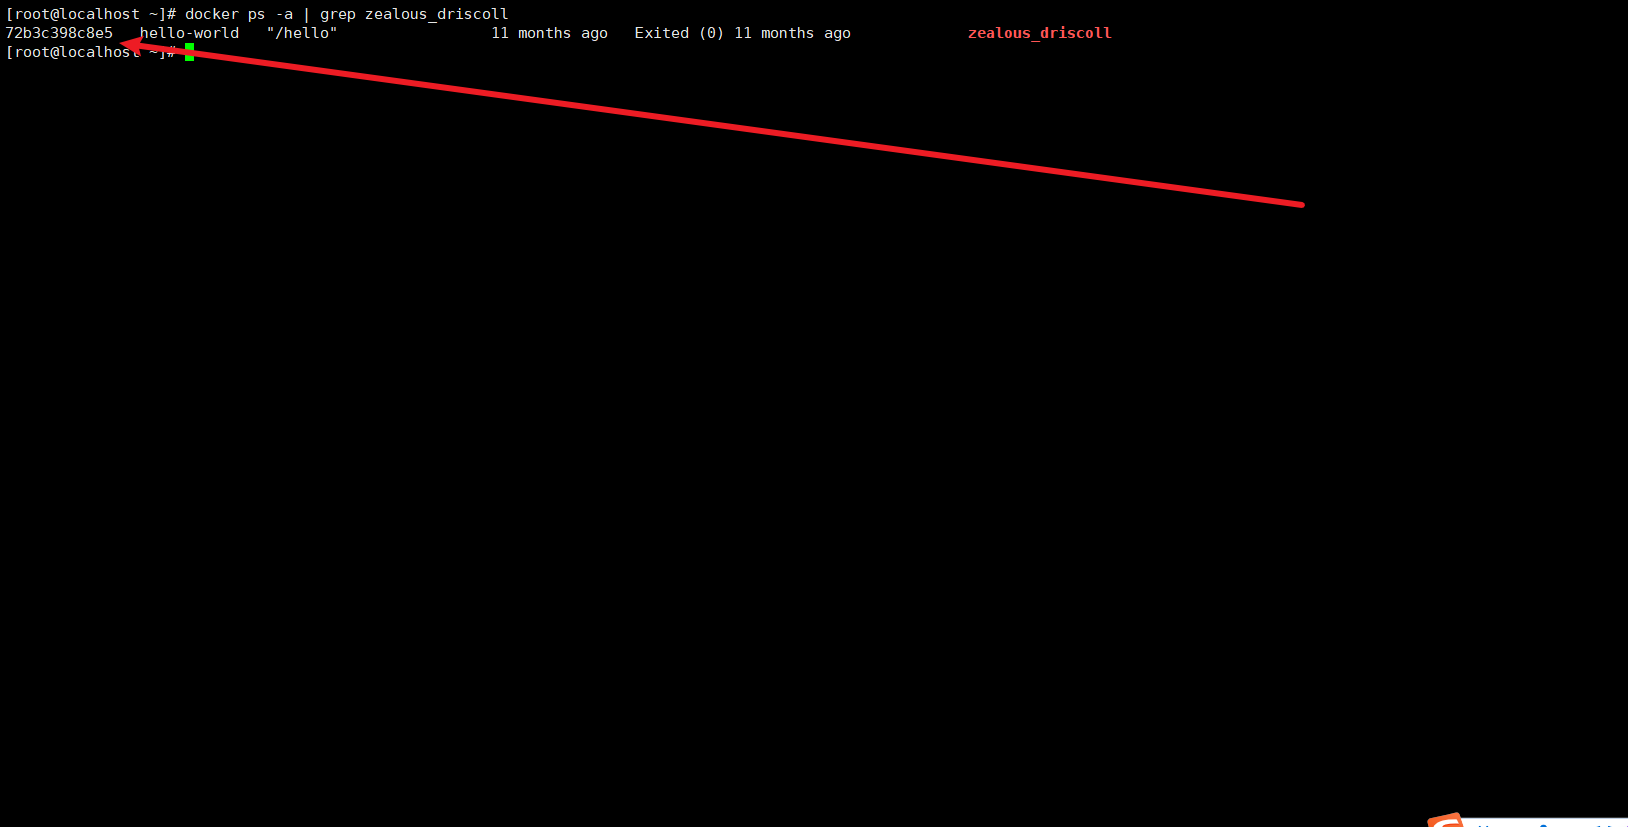 [root@localhost ~]# docker ps -a | grep zealous_driscoll
72b3c398c8e5   hello-world   "/hello"                 11 months ago   Exited (0) 11 months ago             zealous_driscoll
[root@localhost ~]#